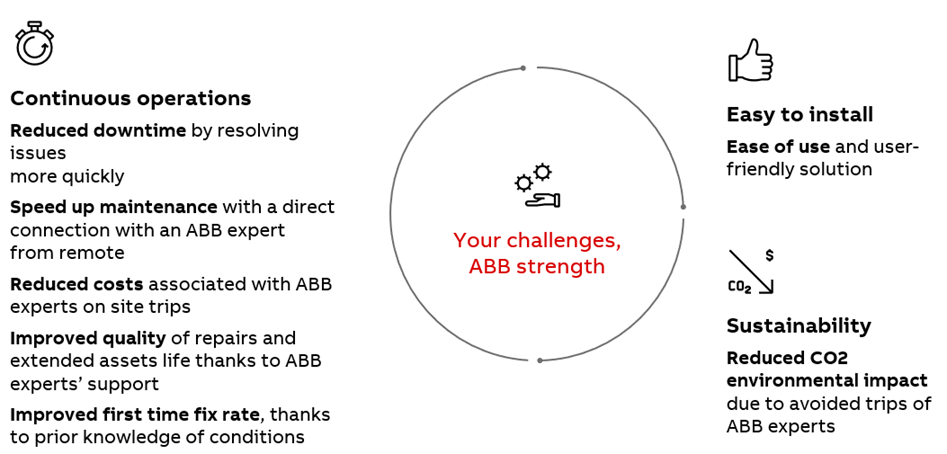 Continuous operations
Reduced downtime by resolving
issues
more quickly
Speed up maintenance with a direct
connection with an ABB expert
from remote
Reduced costs associated with ABB
experts on site trips
Improved quality of repairs and
extended assets life thanks to ABB
experts’ support
Improved first time fix rate, thanks
to prior knowledge of conditions
Your challenges,
ABB strength
Easy to install
Ease of use and user-
friendly solution
$
CO₂
Sustainability
Reduced CO2
environmental impact
due to avoided trips of
ABB experts